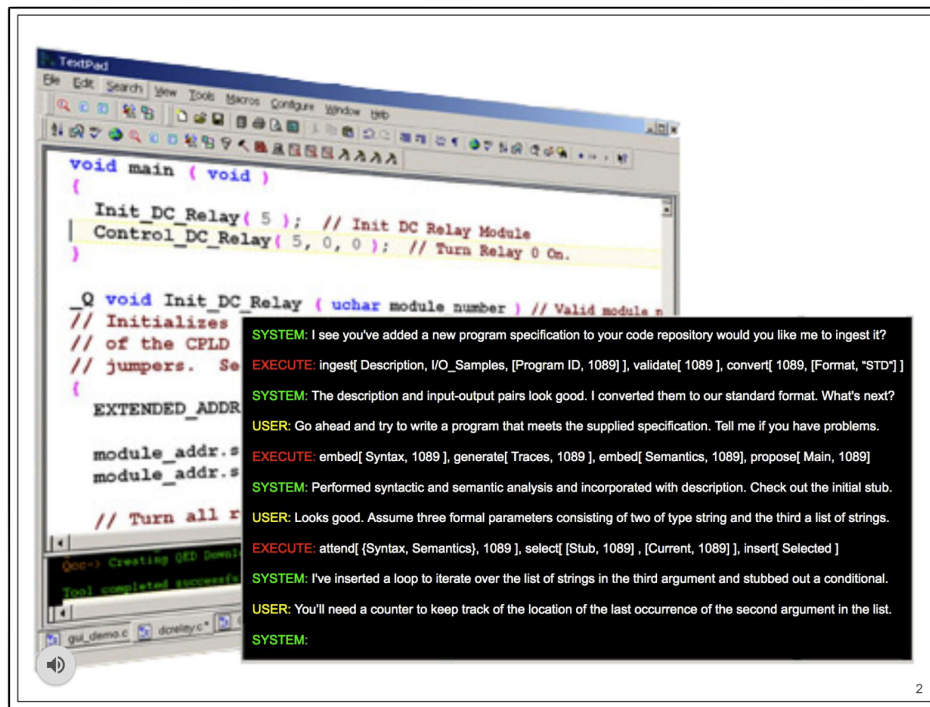 TextPad
File Edit Search View Tools Macros Configure Window Help
void main ( void )
{
Init_DC_Relay( 5 ); // Init DC Relay Module
Control_DC_Relay( 5, 0, 0 ); // Turn Relay 0 On.
}
_Q void Init_DC_Relay ( uchar module number ) // Valid module n
// Initializes
// of the CPLD
// jumpers. Se
{
EXTENDED_ADDR
module_addr.s
module_addr.s
// Turn all r
Qcc-> Creating QED Downl
Tool completed successf
gui_demo.c dcrelay.c *
SYSTEM: I see you've added a new program specification to your code repository would you like me to ingest it?
EXECUTE: ingest[ Description, I/O_Samples, [Program ID, 1089] ], validate[ 1089 ], convert[ 1089, [Format, "STD"] ]
SYSTEM: The description and input-output pairs look good. I converted them to our standard format. What's next?
USER: Go ahead and try to write a program that meets the supplied specification. Tell me if you have problems.
EXECUTE: embed[ Syntax, 1089 ], generate[ Traces, 1089 ], embed[ Semantics, 1089], propose[ Main, 1089]
SYSTEM: Performed syntactic and semantic analysis and incorporated with description. Check out the initial stub.
USER: Looks good. Assume three formal parameters consisting of two of type string and the third a list of strings.
EXECUTE: attend[ {Syntax, Semantics}, 1089 ], select[ [Stub, 1089] , [Current, 1089] ], insert[ Selected ]
SYSTEM: I've inserted a loop to iterate over the list of strings in the third argument and stubbed out a conditional.
USER: You'll need a counter to keep track of the location of the last occurrence of the second argument in the list.
SYSTEM:
2